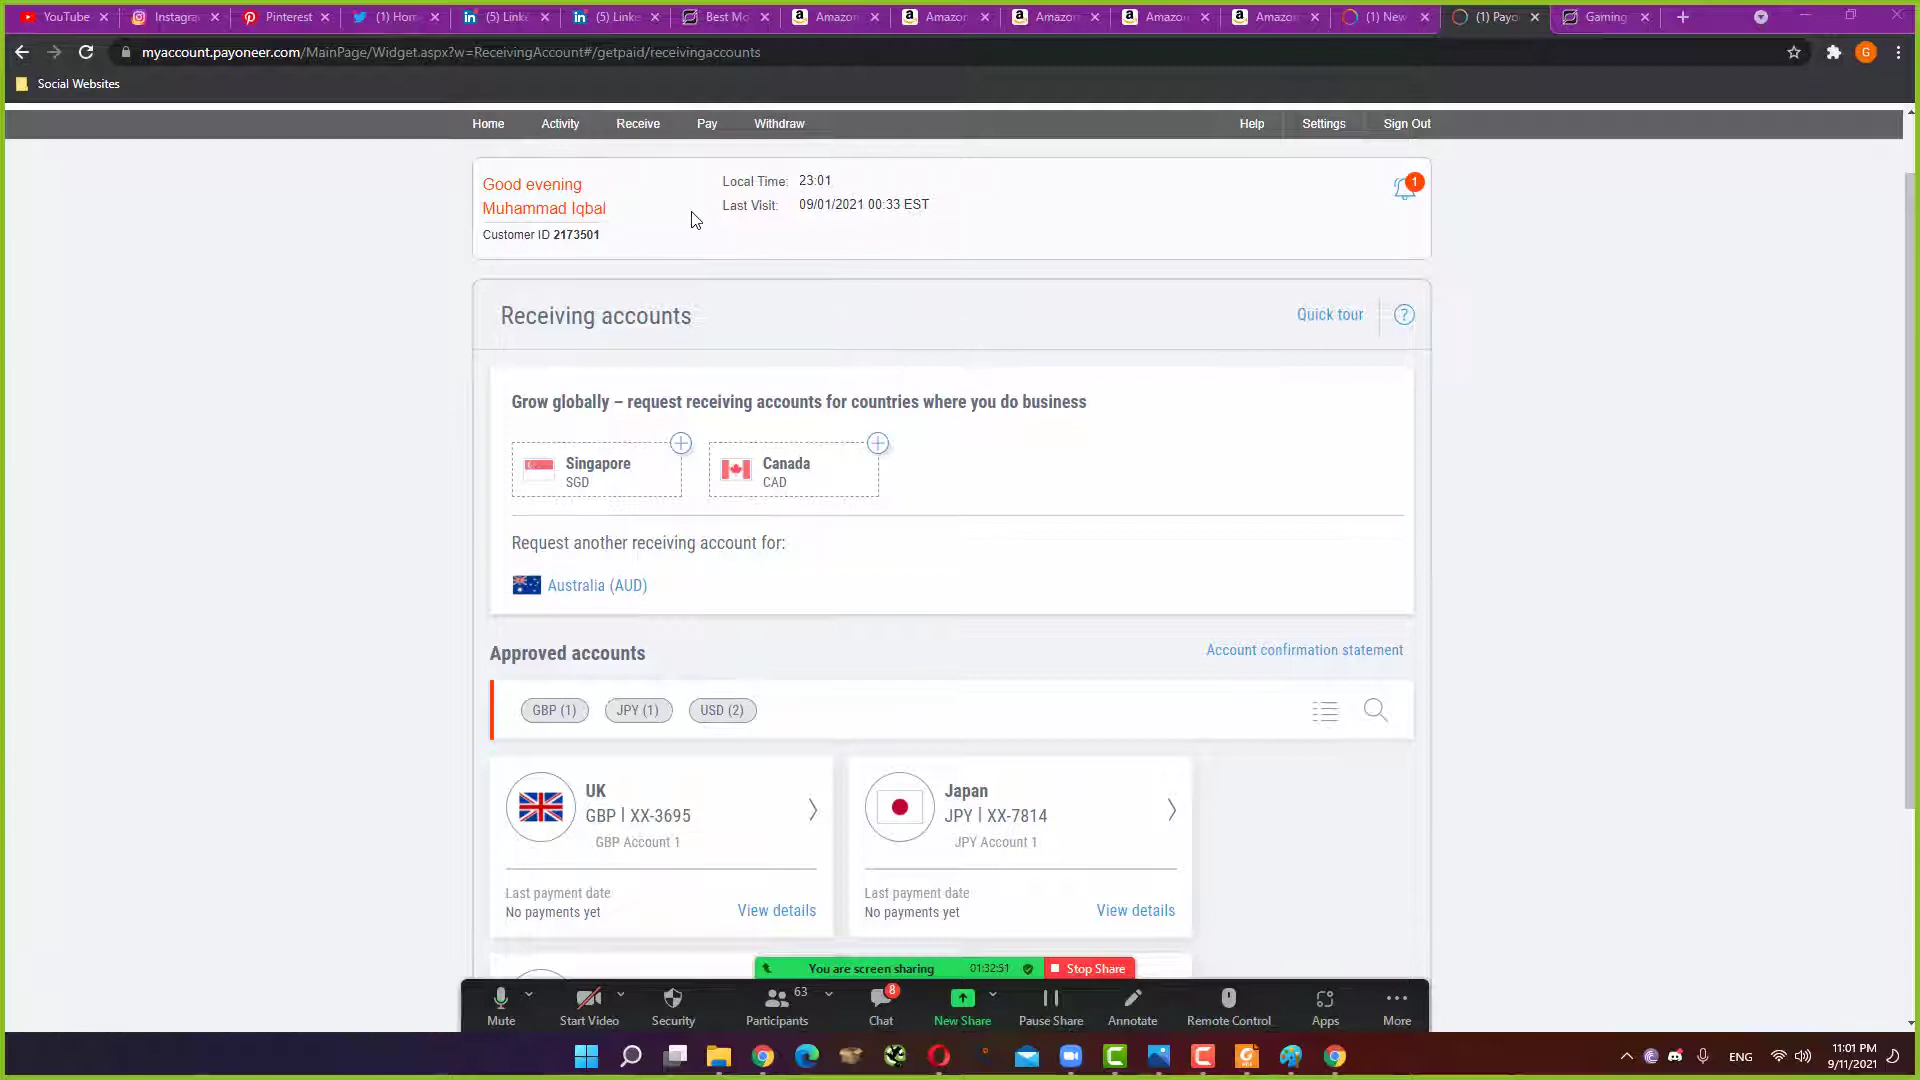 YouTube
Instagra
Pinterest
(1) Hom
(5) Linke
(5) Linke
Best Mo
Amazon
Amazon
Amazon
Amazon
Amazon
(1) New
(1) Payo
Gaming
myaccount.payoneer.com/MainPage/Widget.aspx?w=ReceivingAccount#/getpaid/receivingaccounts
G
Social Websites
Home Activity Receive Pay Withdraw Help Settings Sign Out
Good evening
Muhammad Iqbal
Customer ID 2173501
Local Time: 23:01
Last Visit: 09/01/2021 00:33 EST
1
Receiving accounts
Quick tour
?
Grow globally – request receiving accounts for countries where you do business
Singapore
SGD
Canada
CAD
Request another receiving account for:
Australia (AUD)
Approved accounts
Account confirmation statement
GBP (1) JPY (1) USD (2)
UK
GBP | XX-3695
GBP Account 1
Last payment date
No payments yet
View details
Japan
JPY | XX-7814
JPY Account 1
Last payment date
No payments yet
View details
You are screen sharing 01:32:51 Stop Share
Mute
Start Video
Security
63
Participants
8
Chat
New Share
Pause Share
Annotate
Remote Control
Apps
More
ENG
11:01 PM
9/11/2021